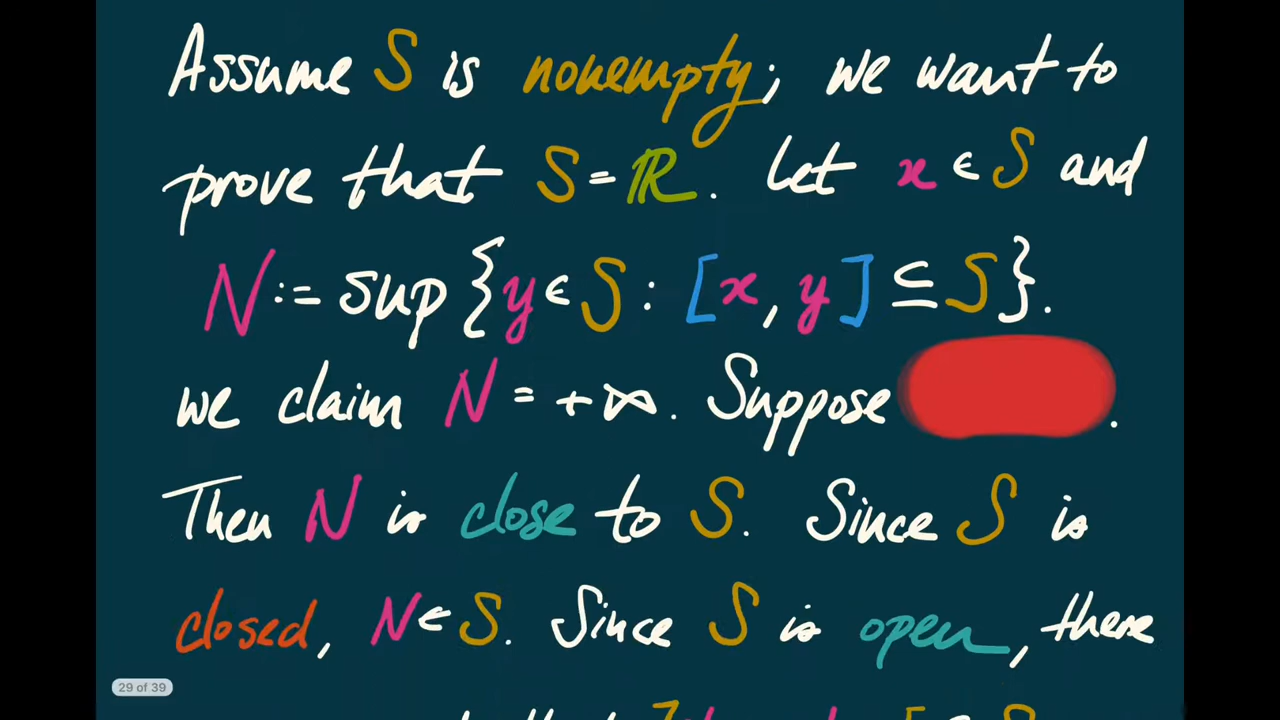 Assume S is nonempty; we want to
prove that S = ℝ. Let x ∈ S and
N := sup {y ∈ S : [x, y] ⊆ S}.
we claim N = +∞. Suppose .
Then N is close to S. Since S is
closed, N ∈ S. Since S is open, there
29 of 39